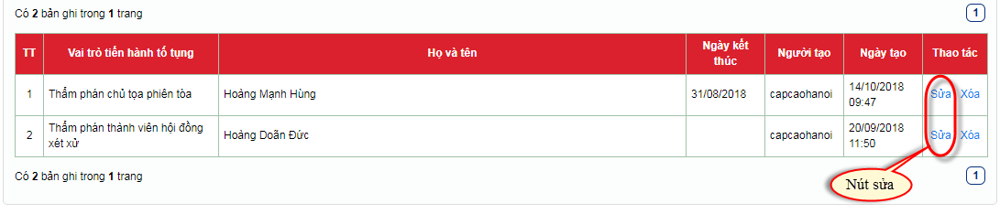 Có 2 bản ghi trong 1 trang 1
TT Vai trò tiến hành tố tụng Họ và tên Ngày kết thúc Người tạo Ngày tạo Thao tác
1 Thẩm phán chủ tọa phiên tòa Hoàng Mạnh Hùng 31/08/2018 capcaohanoi 14/10/2018 09:47 Sửa Xóa
2 Thẩm phán thành viên hội đồng xét xử Hoàng Doãn Đức capcaohanoi 20/09/2018 11:50 Sửa Xóa
Có 2 bản ghi trong 1 trang 1
Nút sửa